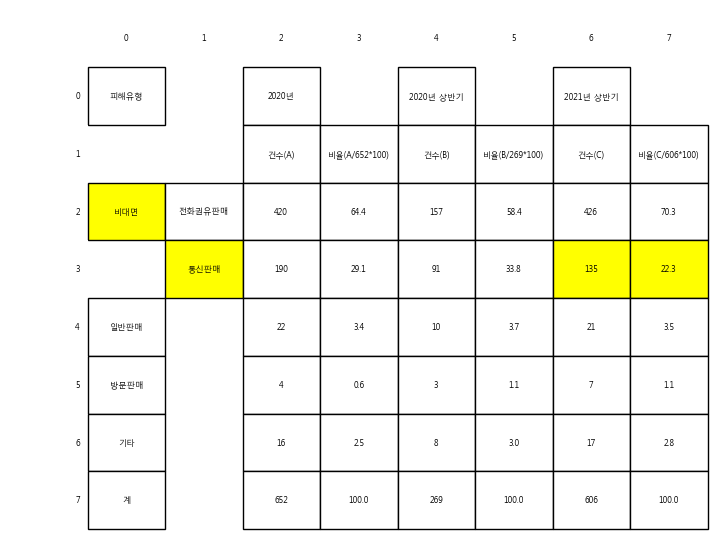 0 1 2 3 4 5 6 7
0 피해유형 2020년 2020년 상반기 2021년 상반기
1 건수(A) 비율(A/652*100) 건수(B) 비율(B/269*100) 건수(C) 비율(C/606*100)
2 비대면 전화권유판매 420 64.4 157 58.4 426 70.3
3 통신판매 190 29.1 91 33.8 135 22.3
4 일반판매 22 3.4 10 3.7 21 3.5
5 방문판매 4 0.6 3 1.1 7 1.1
6 기타 16 2.5 8 3.0 17 2.8
7 계 652 100.0 269 100.0 606 100.0